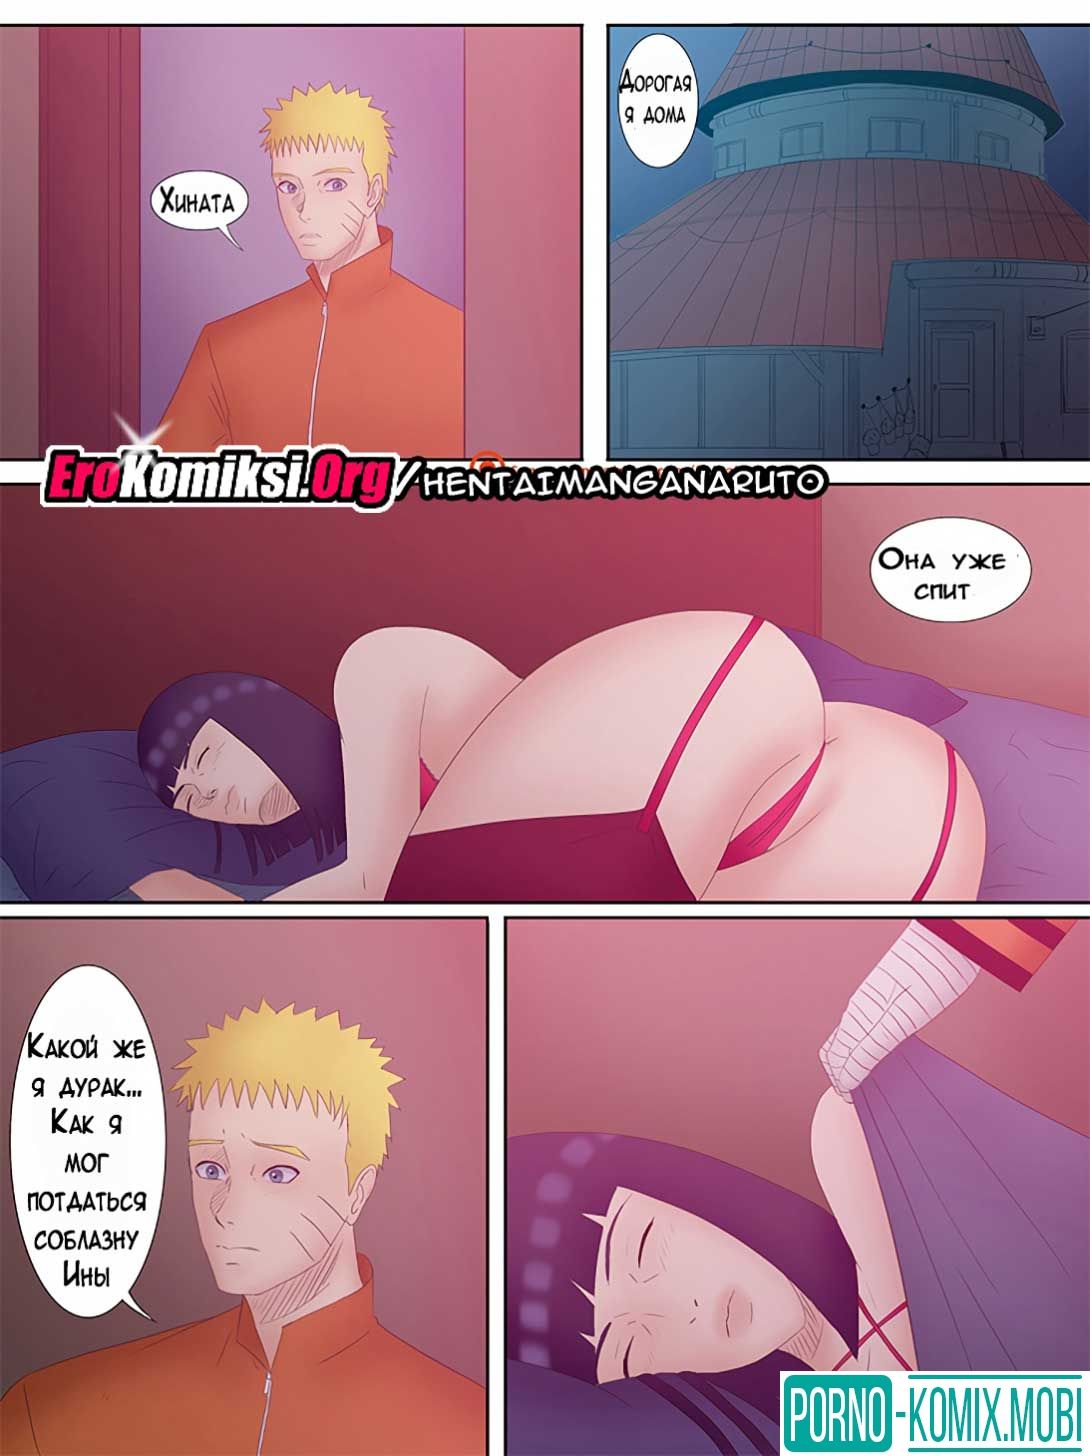 Хината
Дорогая
я дома
EroKomiksi.Org/HENTAIMANGANARUTO
Она уже
спит
Какой же
я дурак...
Как я
мог
потдаться
соблазну
Ины
PORNO-KOMIX.MOBI